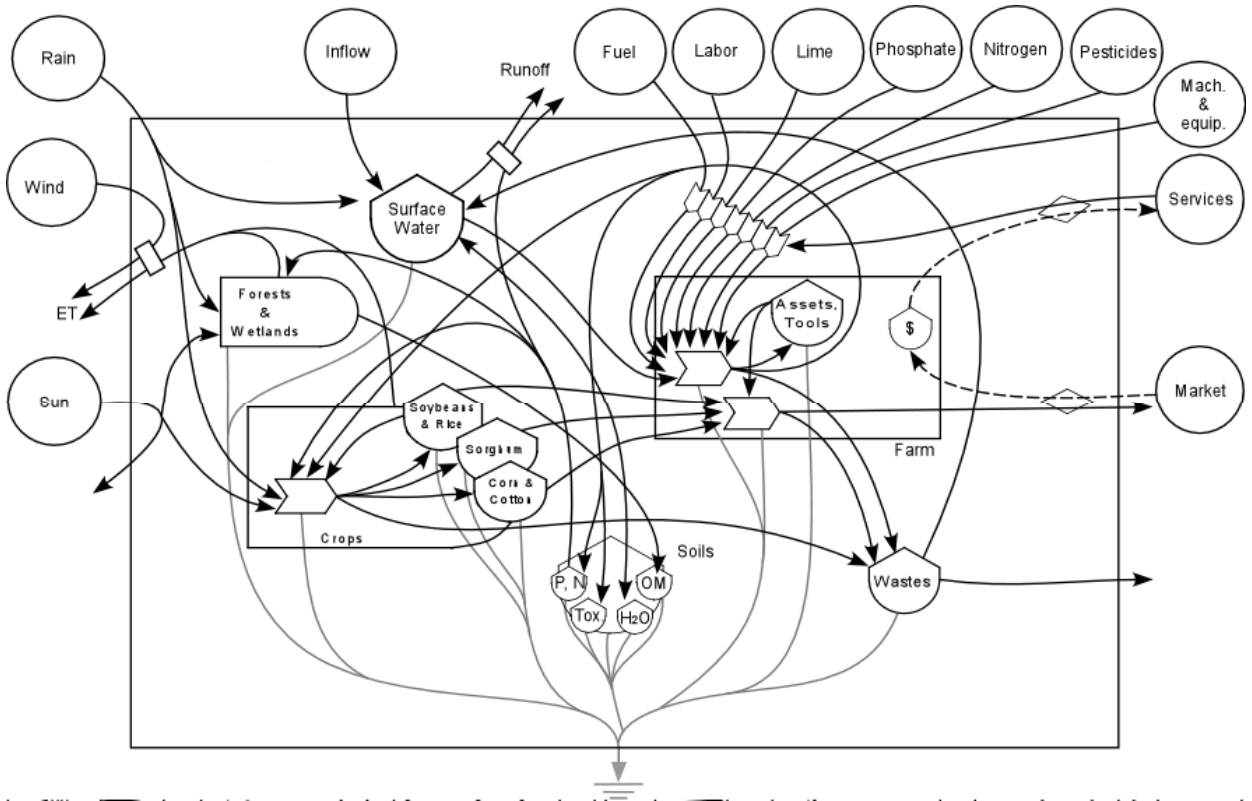 Rain
Inflow
Runoff
Fuel
Labor
Lime
Phosphate
Nitrogen
Pesticides
Mach.
&
equip.
Wind
Surface
Water
Services
ET
Forests
&
Wetlands
Assets,
Tools
$
Sun
Market
Soybeans
& Rice
Sorghum
Corn &
Cotton
Farm
Crops
Soils
P, N
OM
Tox.
H2O
Wastes